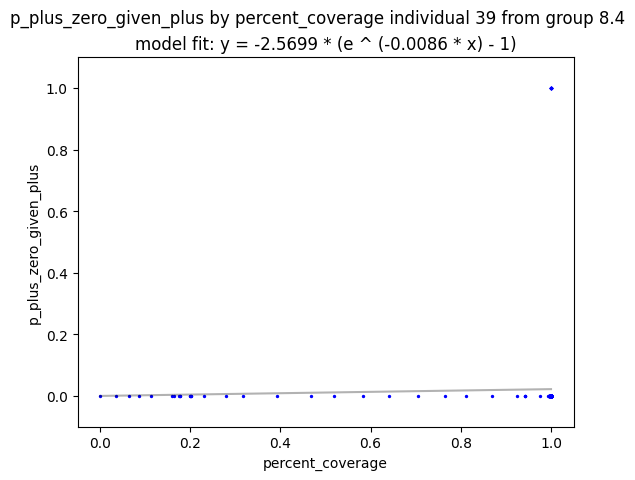 p_plus_zero_given_plus by percent_coverage individual 39 from group 8.4
model fit: y = -2.5699 * (e ^ (-0.0086 * x) - 1)
1.0
0.8
0.6
0.4
0.2
0.0
p_plus_zero_given_plus
0.0 0.2 0.4 0.6 0.8 1.0
percent_coverage